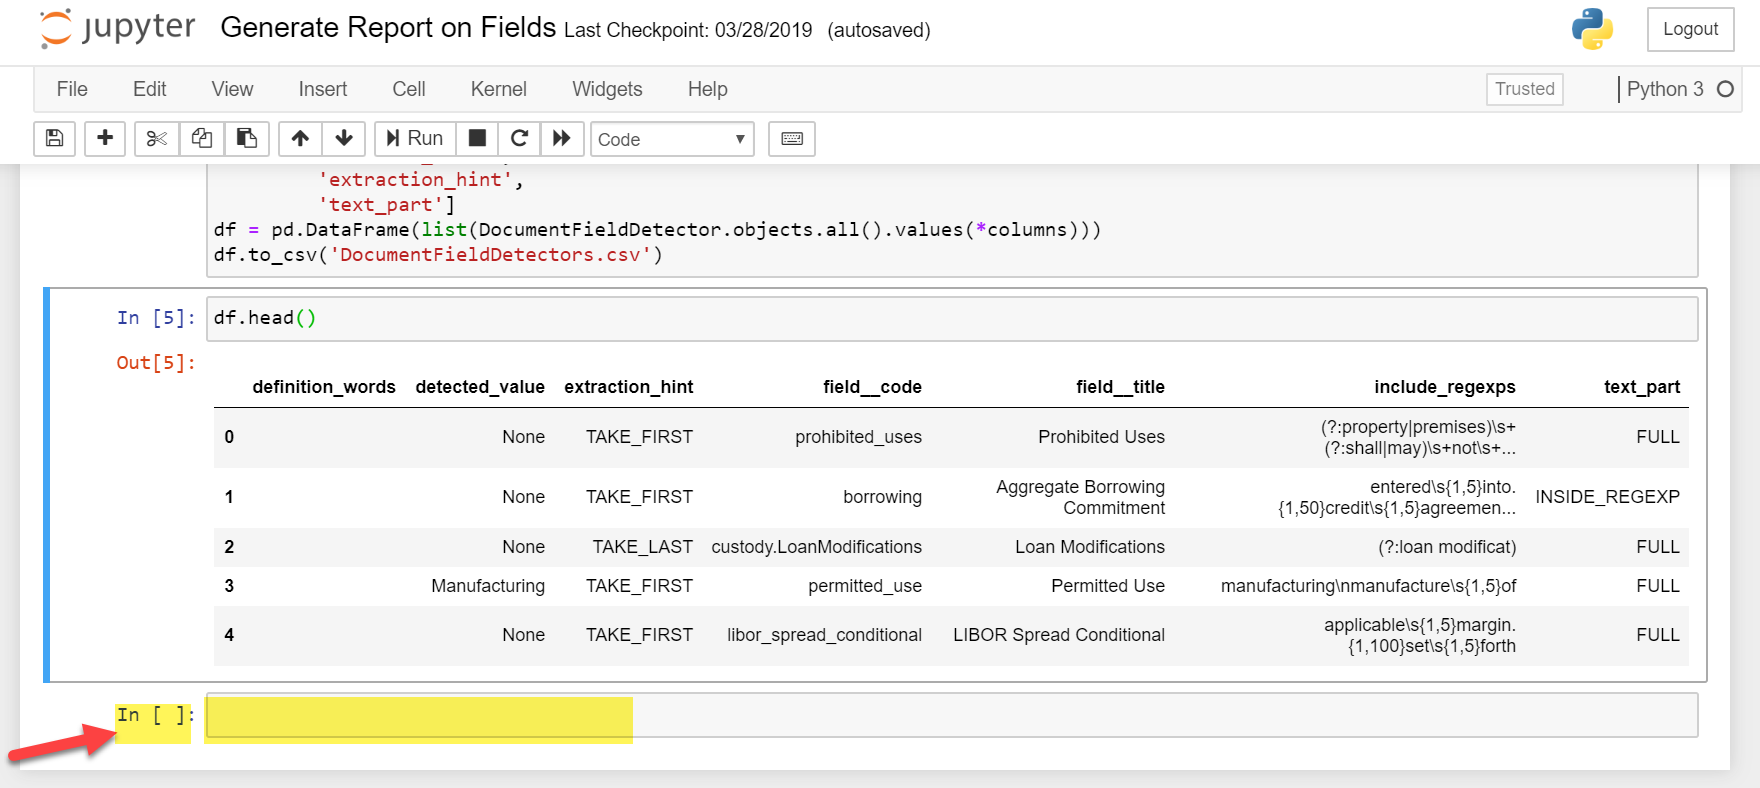 jupyter Generate Report on Fields Last Checkpoint: 03/28/2019 (autosaved)
Logout
File Edit View Insert Cell Kernel Widgets Help
Trusted
Python 3
Run
Code
'extraction_hint',
'text_part']
df = pd.DataFrame(list(DocumentFieldDetector.objects.all().values(*columns)))
df.to_csv('DocumentFieldDetectors.csv')
In [5]: df.head()
Out[5]:
definition_words detected_value extraction_hint field__code field__title include_regexps text_part
0 None TAKE_FIRST prohibited_uses Prohibited Uses (?:property|premises)\s+
(?:shall|may)\s+not\s+... FULL
1 None TAKE_FIRST borrowing Aggregate Borrowing
Commitment entered\s{1,5}into.
{1,50}credit\s{1,5}agreemen... INSIDE_REGEXP
2 None TAKE_LAST custody.LoanModifications Loan Modifications (?:loan modificat) FULL
3 Manufacturing TAKE_FIRST permitted_use Permitted Use manufacturing\nmanufacture\s{1,5}of FULL
4 None TAKE_FIRST libor_spread_conditional LIBOR Spread Conditional applicable\s{1,5}margin.
{1,100}set\s{1,5}forth FULL
In [ ]: